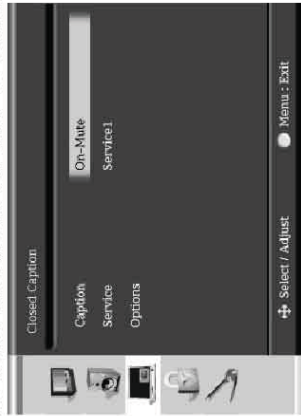 Closed Caption
Caption On-Mute
Service Service1
Options
Select / Adjust Menu : Exit